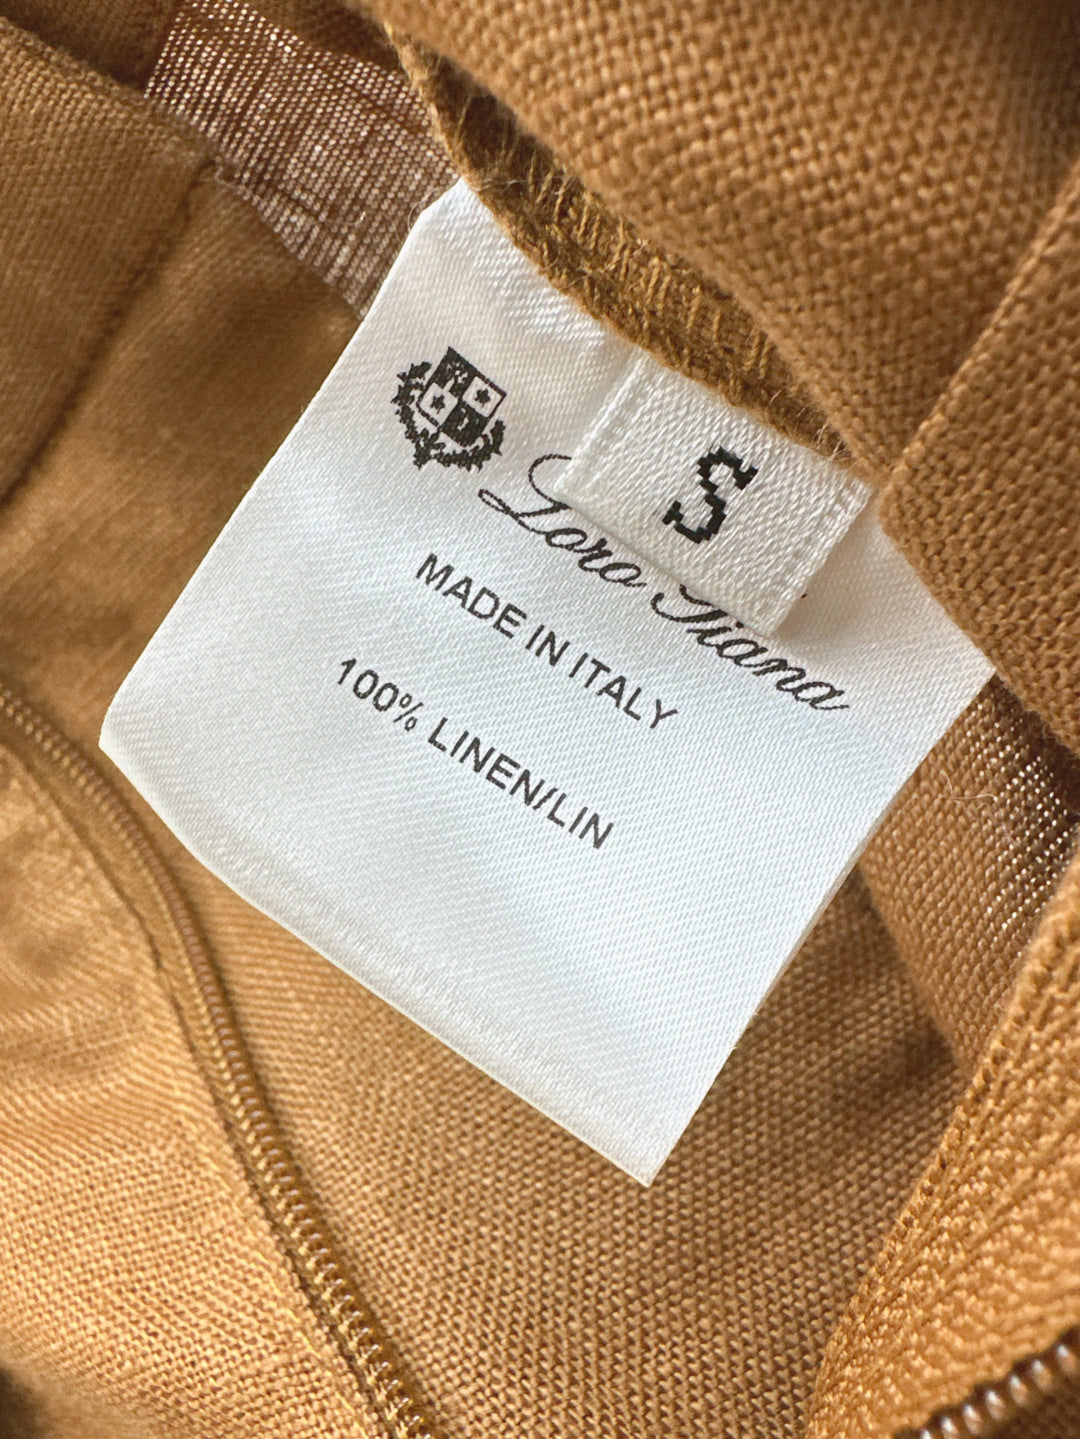 S
Loro Piana
MADE IN ITALY
100% LINEN/LIN